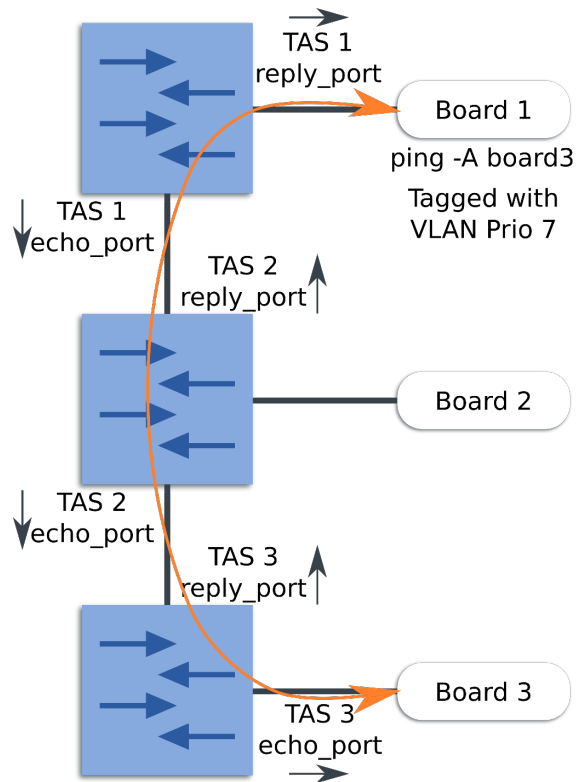 TAS 1
reply_port
Board 1
ping -A board3
Tagged with
VLAN Prio 7
TAS 1
echo_port
TAS 2
reply_port
Board 2
TAS 2
echo_port
TAS 3
reply_port
Board 3
TAS 3
echo_port